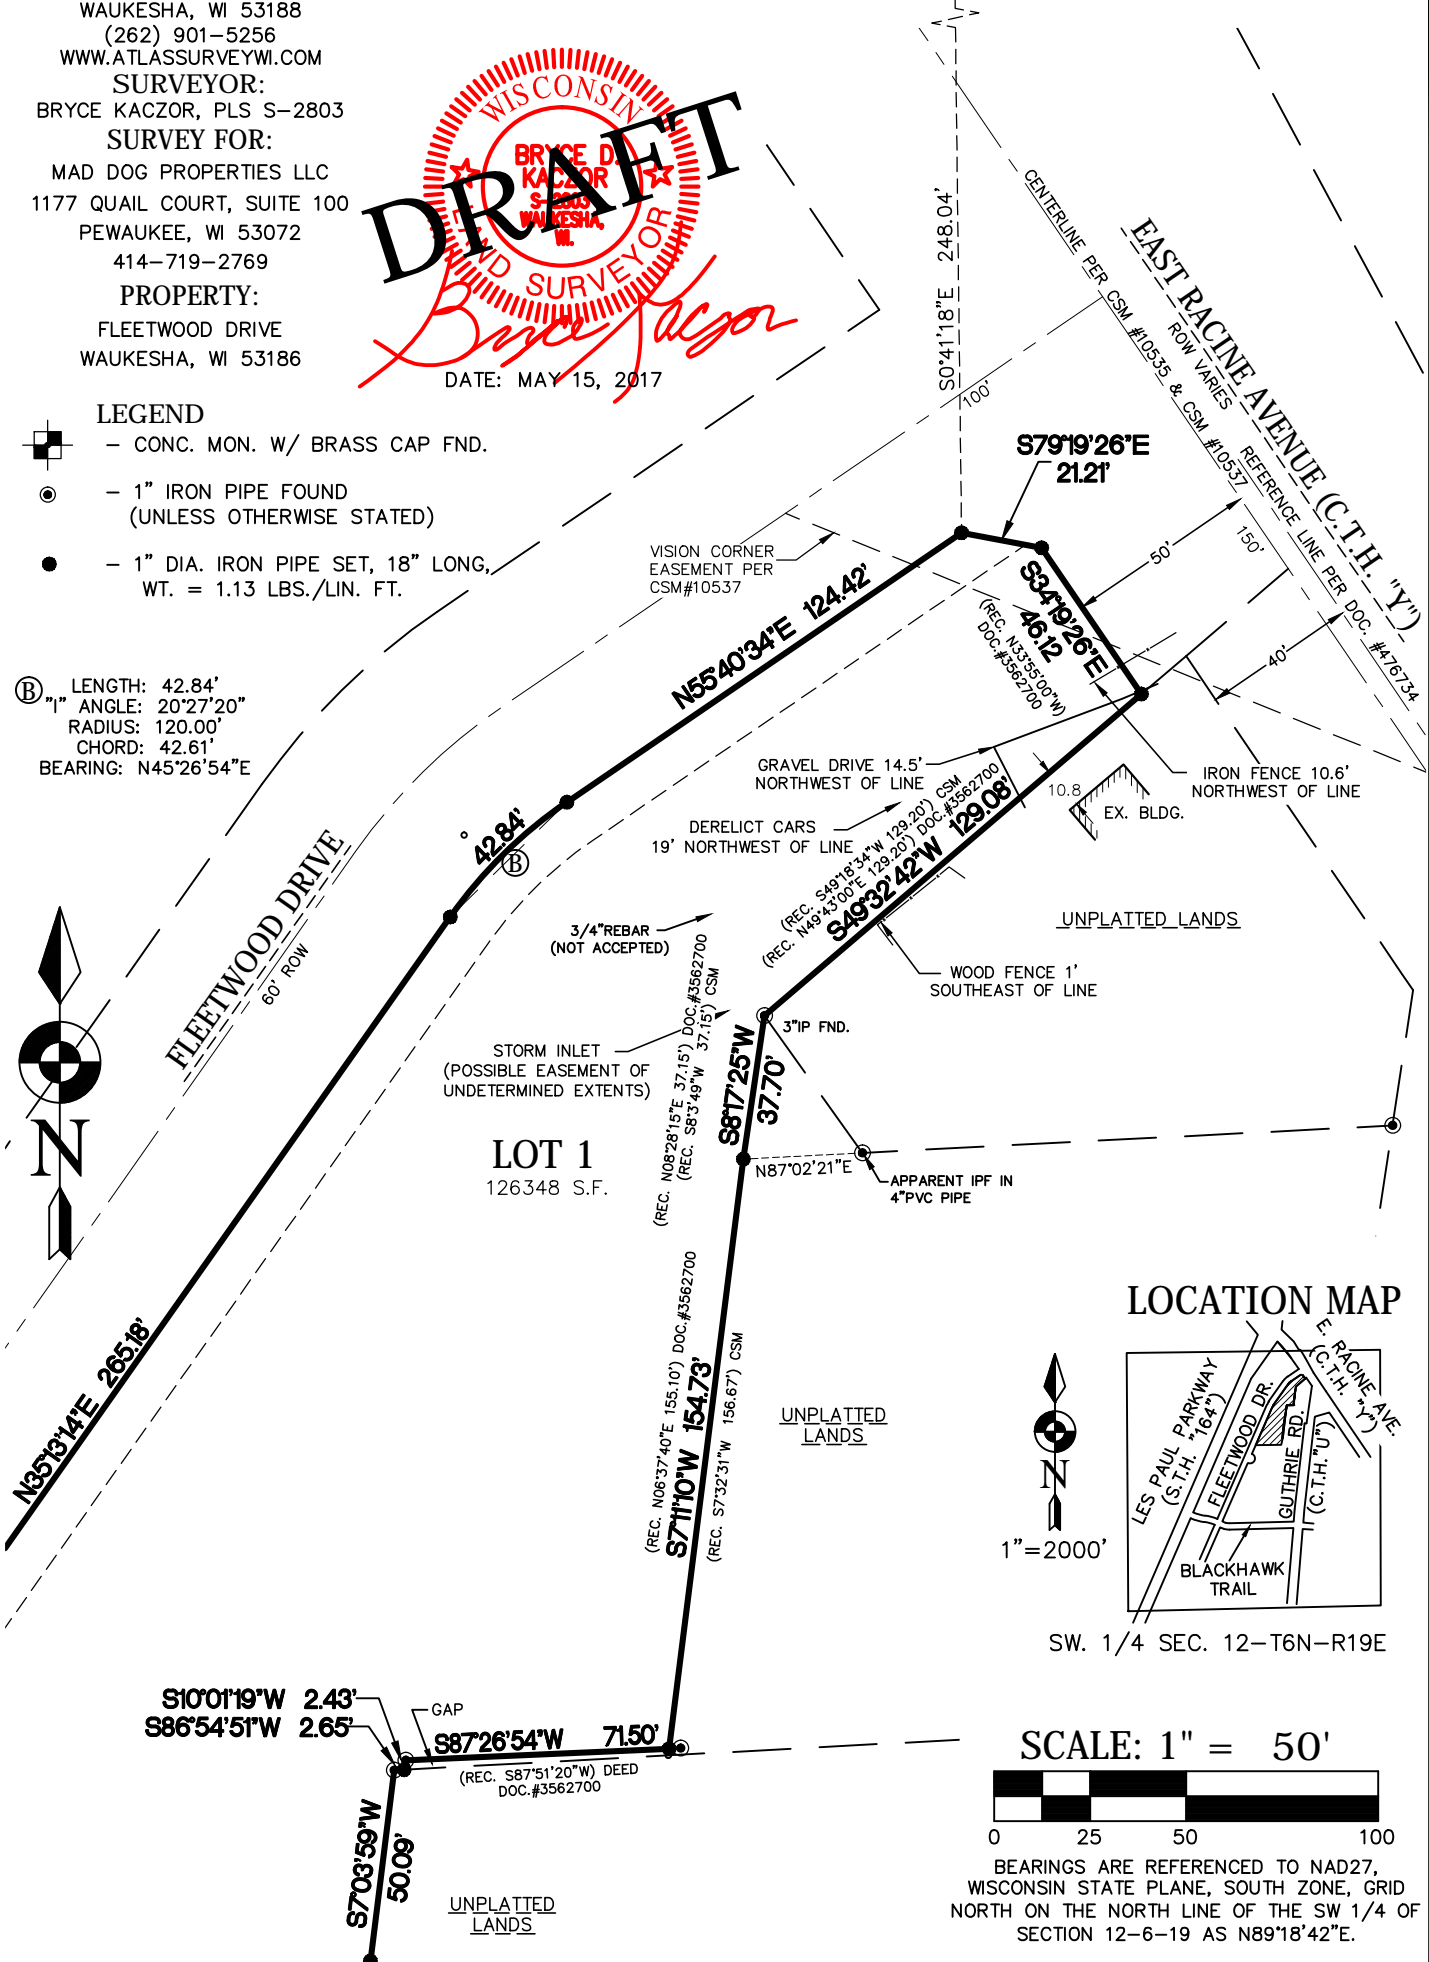 WAUKESHA, WI 53188
(262) 901-5256
WWW.ATLASSURVEYWI.COM
SURVEYOR:
BRYCE KACZOR, PLS S-2803
SURVEY FOR:
MAD DOG PROPERTIES LLC
1177 QUAIL COURT, SUITE 100
PEWAUKEE, WI 53072
414-719-2769
PROPERTY:
FLEETWOOD DRIVE
WAUKESHA, WI 53186
WISCONSIN
BRYCE D.
KACZOR
S-2803
WAUKESHA,
WI.
LAND SURVEYOR
DRAFT
Bryce Kaczor
DATE: MAY 15, 2017
LEGEND
- CONC. MON. W/ BRASS CAP FND.
- 1" IRON PIPE FOUND
(UNLESS OTHERWISE STATED)
- 1" DIA. IRON PIPE SET, 18" LONG,
WT. = 1.13 LBS./LIN. FT.
B
LENGTH: 42.84'
"I" ANGLE: 20°27'20"
RADIUS: 120.00'
CHORD: 42.61'
BEARING: N45°26'54"E
S0°41'18"E 248.04'
CENTERLINE PER CSM #10535 & CSM #10537
EAST RACINE AVENUE (C.T.H. "Y")
ROW VARIES
REFERENCE LINE PER DOC. #476734
100'
150'
S79°19'26"E
21.21'
50'
40'
S34°19'26"E
46.12
(REC. N33°55'00"W)
DOC.#3562700
VISION CORNER
EASEMENT PER
CSM#10537
N55°40'34"E 124.42'
GRAVEL DRIVE 14.5'
NORTHWEST OF LINE
IRON FENCE 10.6'
NORTHWEST OF LINE
10.8
EX. BLDG.
DERELICT CARS
19' NORTHWEST OF LINE
(REC. S49°18'34"W 129.20') CSM
(REC. N49°43'00"E 129.20') DOC.#3562700
S49°32'42"W 129.08'
42.84'
B
FLEETWOOD DRIVE
60' ROW
3/4"REBAR
(NOT ACCEPTED)
UNPLATTED LANDS
WOOD FENCE 1'
SOUTHEAST OF LINE
3"IP FND.
STORM INLET
(POSSIBLE EASEMENT OF
UNDETERMINED EXTENTS)
(REC. N08°28'15"E 37.15') DOC.#3562700
(REC. S8°3'49"W 37.15') CSM
S8°17'25"W
37.70'
N
LOT 1
126348 S.F.
N87°02'21"E
APPARENT IPF IN
4"PVC PIPE
N35°13'14"E 265.18'
(REC. N06°37'40"E 155.10') DOC.#3562700
S7°11'10"W 154.73'
(REC. S7°32'31"W 156.67') CSM
UNPLATTED
LANDS
LOCATION MAP
N
1"=2000'
LES PAUL PARKWAY
(S.T.H. "164")
FLEETWOOD DR.
GUTHRIE RD.
(C.T.H."U")
E. RACINE AVE.
(C.T.H. "Y")
BLACKHAWK
TRAIL
SW. 1/4 SEC. 12-T6N-R19E
S10°01'19"W 2.43'
S86°54'51"W 2.65'
GAP
S87°26'54"W 71.50'
(REC. S87°51'20"W) DEED
DOC.#3562700
S7°03'59"W
50.09'
UNPLATTED
LANDS
SCALE: 1" = 50'
0 25 50 100
BEARINGS ARE REFERENCED TO NAD27,
WISCONSIN STATE PLANE, SOUTH ZONE, GRID
NORTH ON THE NORTH LINE OF THE SW 1/4 OF
SECTION 12-6-19 AS N89°18'42"E.